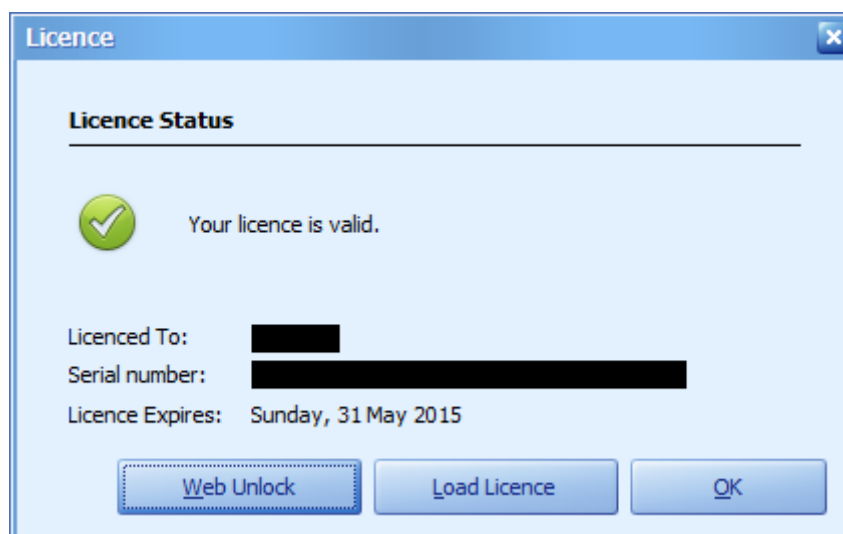 Licence
Licence Status
Your licence is valid.
Licenced To:
Serial number:
Licence Expires: Sunday, 31 May 2015
Web Unlock Load Licence OK